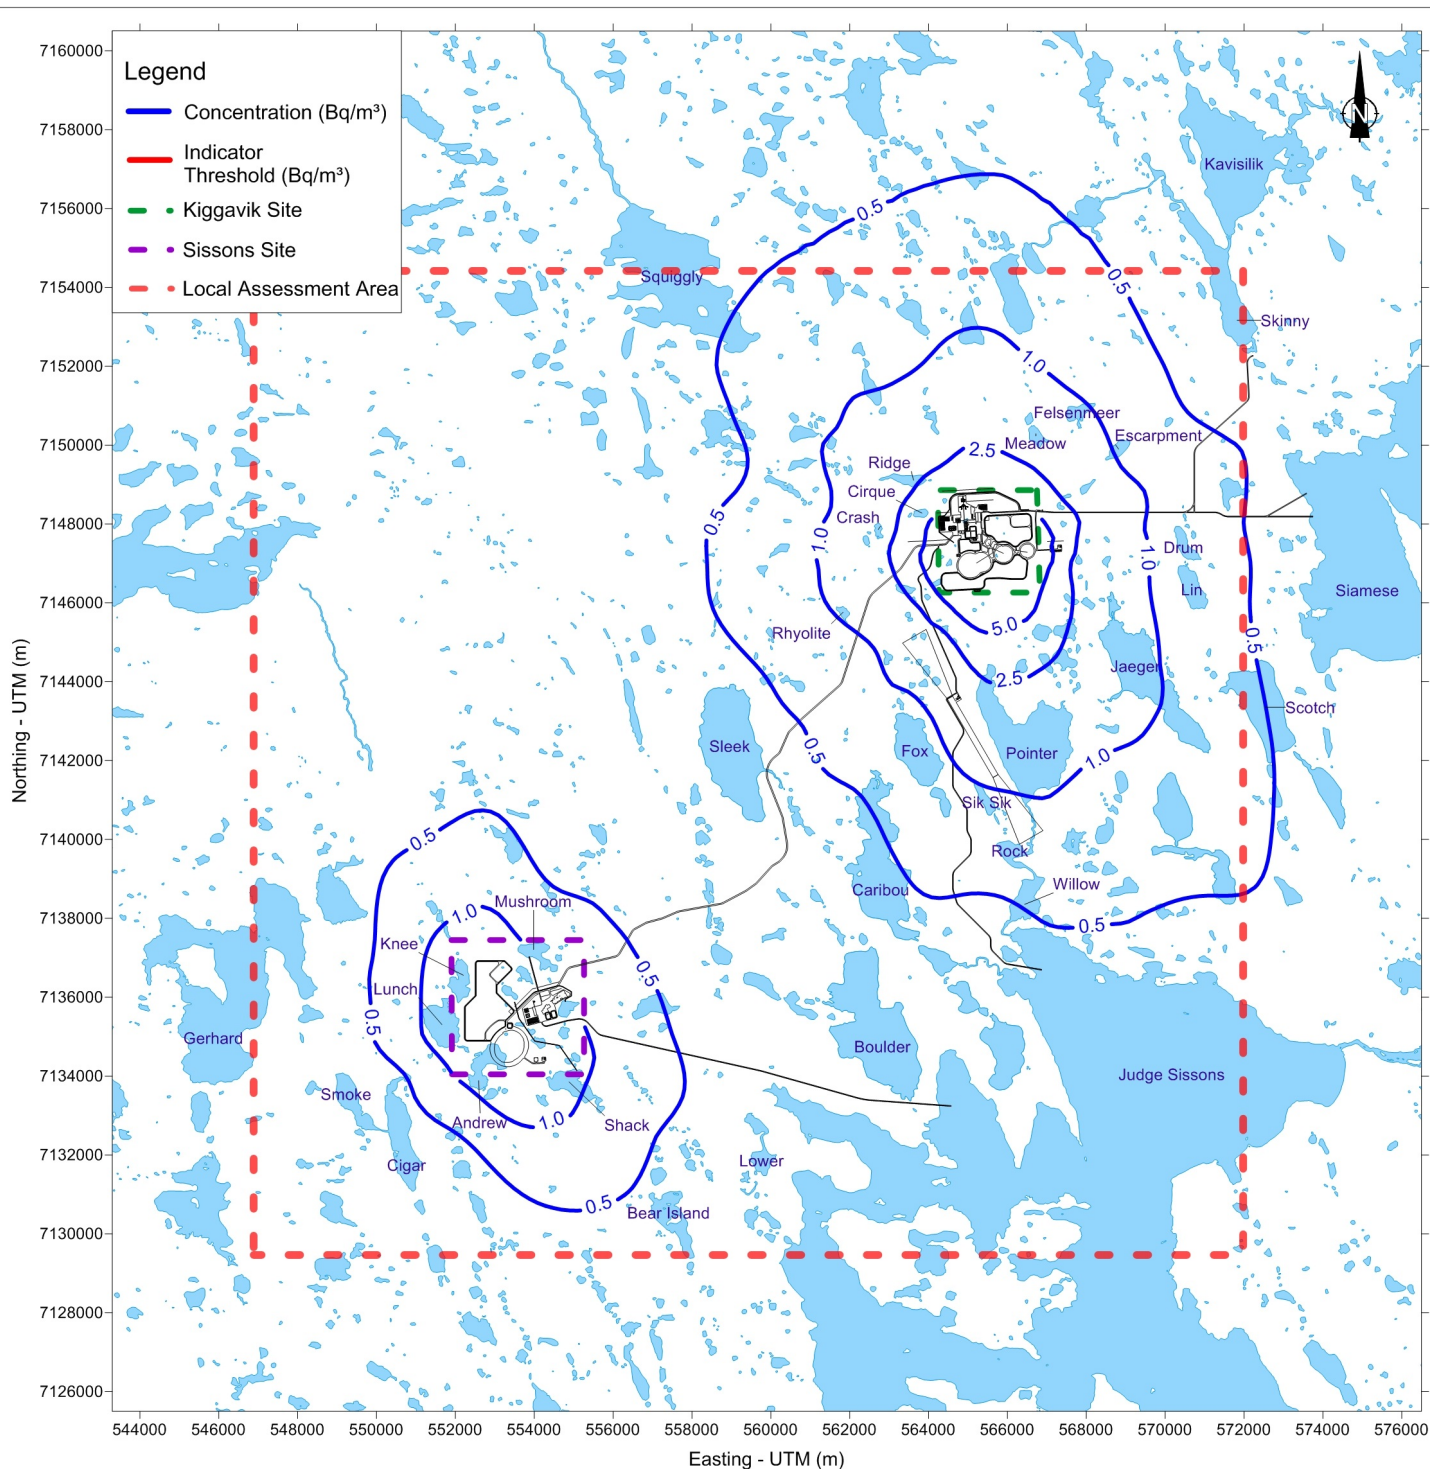 Legend
Concentration (Bq/m³)
Indicator
Threshold (Bq/m³)
Kiggavik Site
Sissons Site
Local Assessment Area
N
Northing - UTM (m)
7160000
7158000
7156000
7154000
7152000
7150000
7148000
7146000
7144000
7142000
7140000
7138000
7136000
7134000
7132000
7130000
7128000
7126000
Kavisilik
0.5
0.5
Squiggly
Skinny
1.0
Felsenmeer
Escarpment
Meadow
2.5
Ridge
Cirque
Crash
0.5
1.0
1.0
Drum
Lin
Siamese
5.0
Rhyolite
0.5
Jaeger
2.5
Scotch
Sleek
0.5
Fox
Pointer
1.0
Sik Sik
Rock
0.5
Caribou
Willow
0.5
Mushroom
1.0
Knee
Lunch
0.5
0.5
Gerhard
Boulder
Judge Sissons
Smoke
Andrew
1.0
Shack
Cigar
Lower
0.5
Bear Island
544000 546000 548000 550000 552000 554000 556000 558000 560000 562000 564000 566000 568000 570000 572000 574000 576000
Easting - UTM (m)